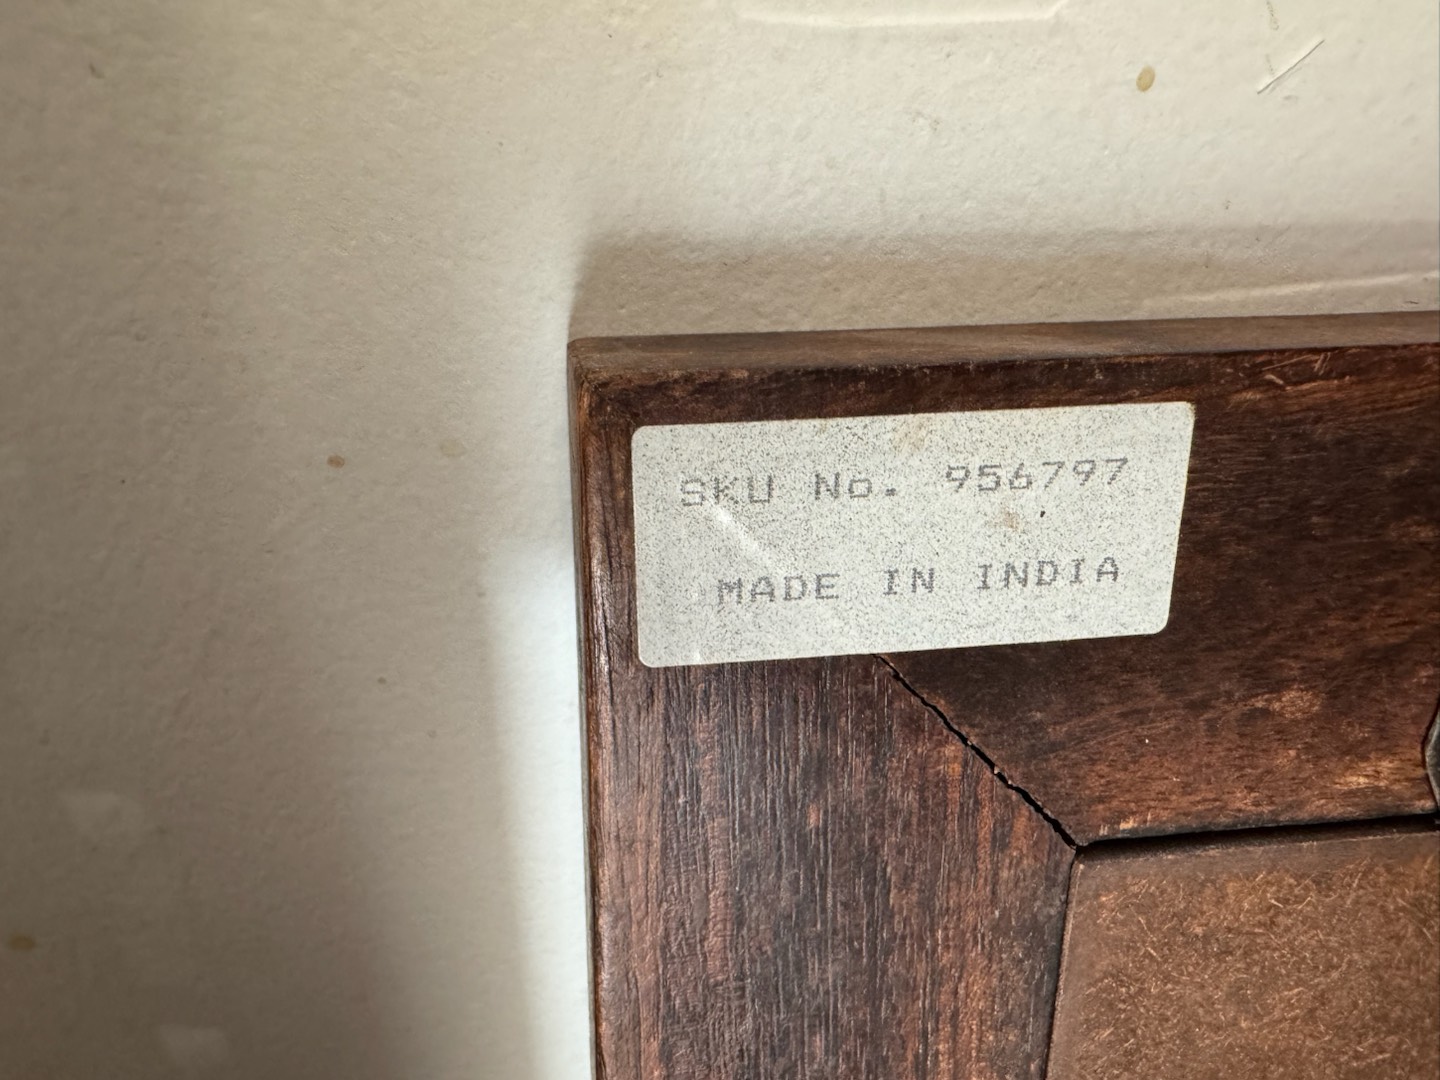 SKU No. 956797
MADE IN INDIA